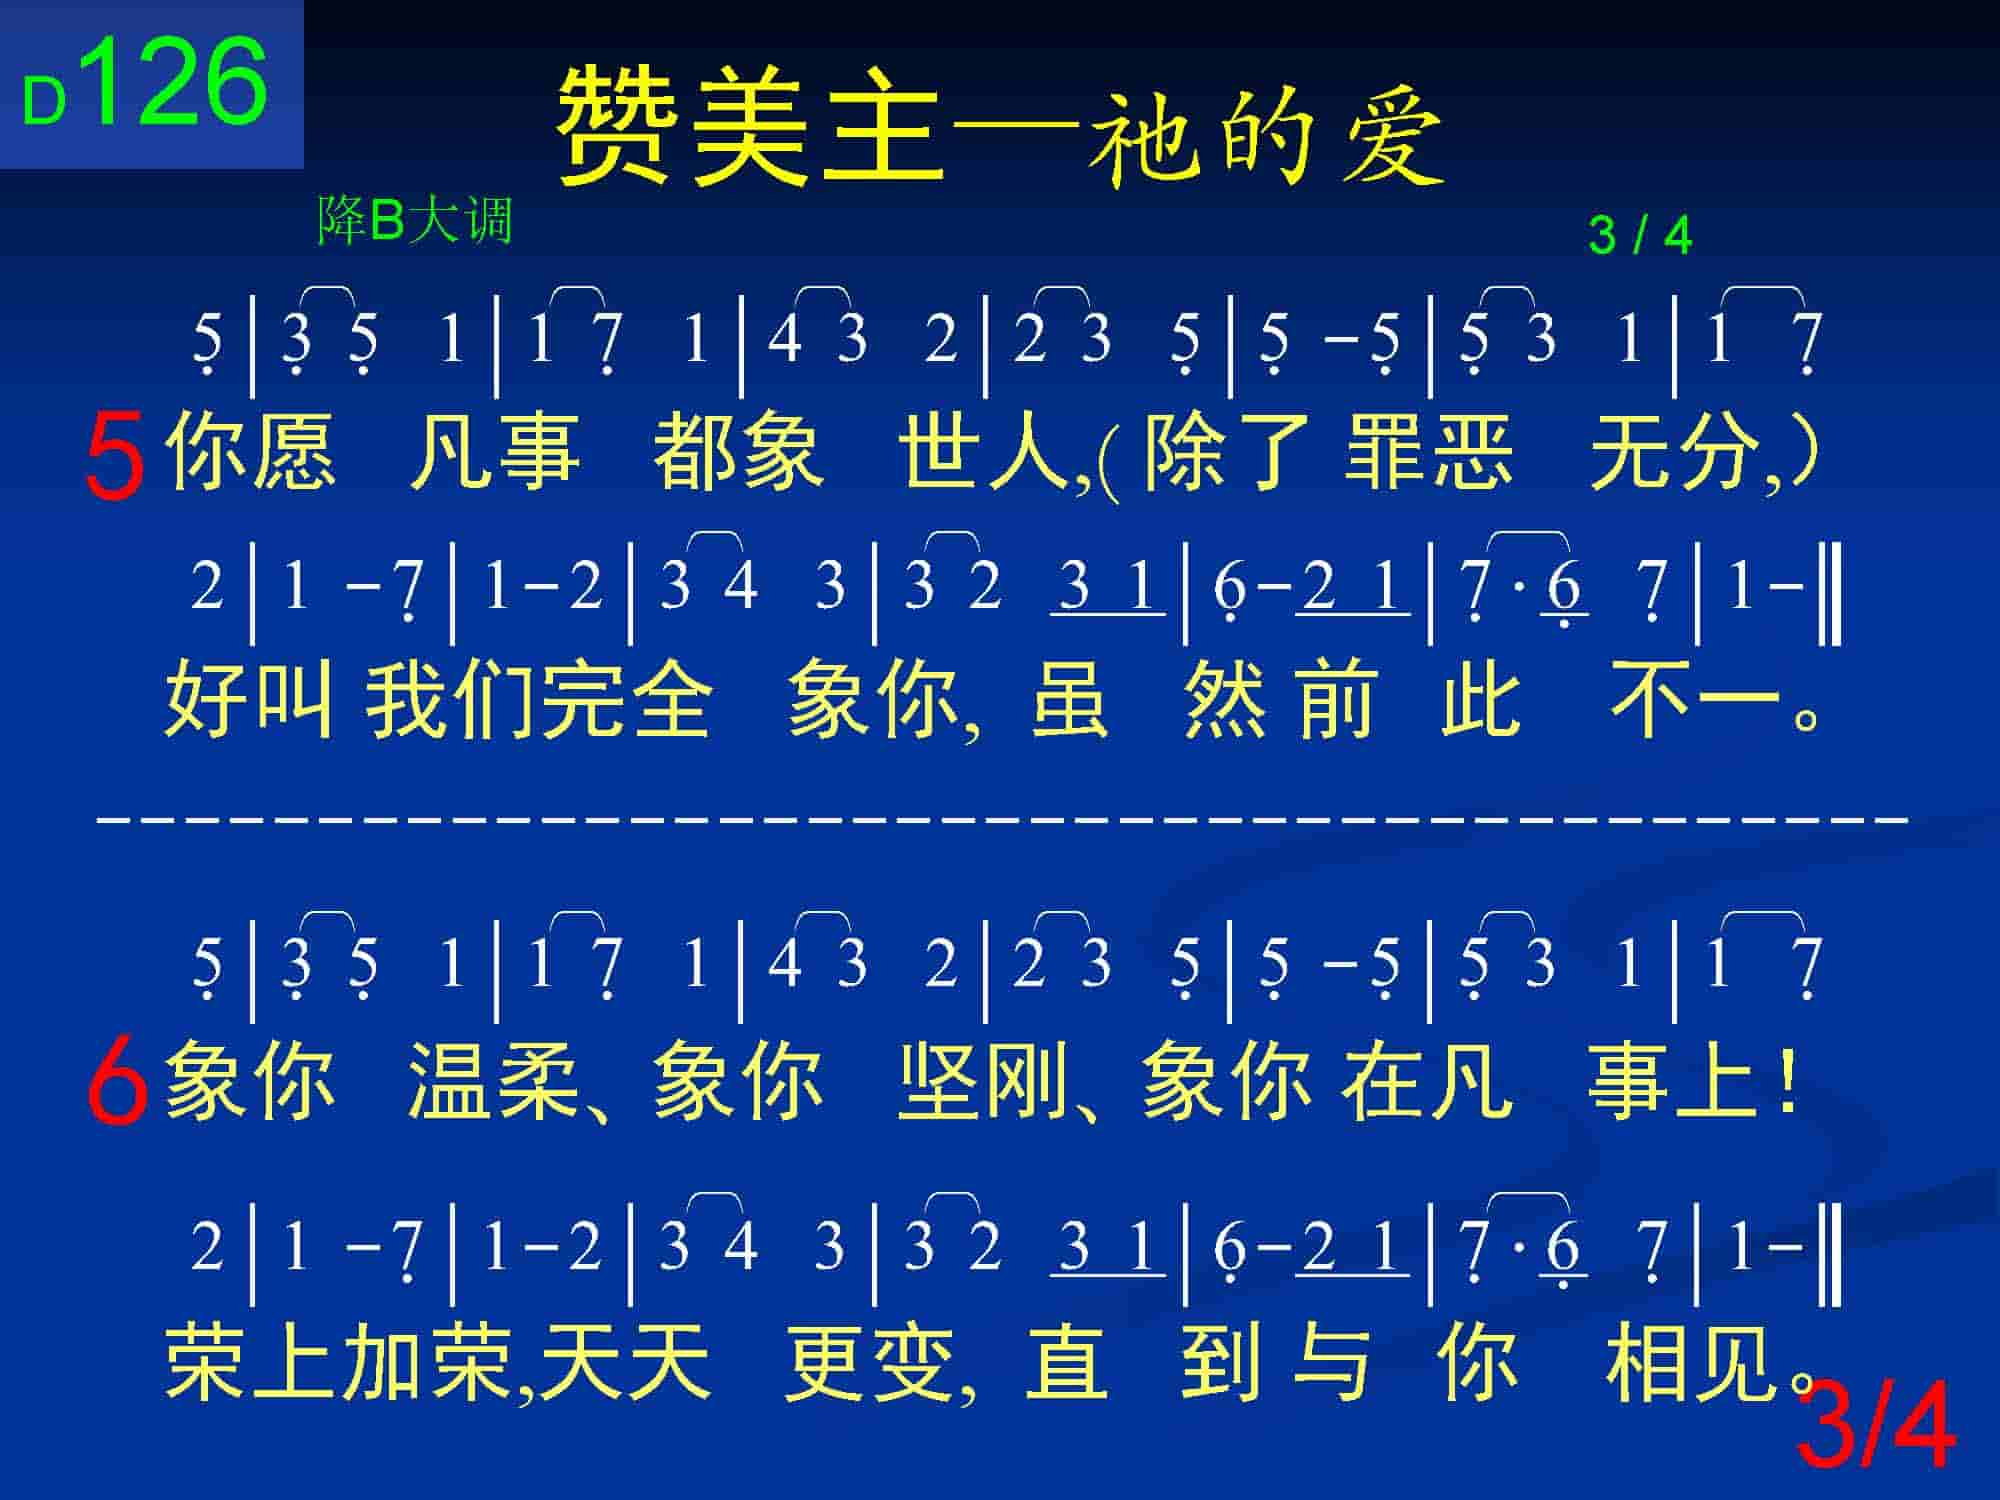 D126
赞美主—祂的爱
降B大调 3 / 4
5̣ | 3̣ 5̣ 1 | 1 7̣ 1 | 4 3 2 | 2 3 5̣ | 5̣ – 5̣ | 5̣ 3 1 | 1 7̣
5 你愿 凡事 都象 世人,( 除了 罪恶 无分,)
2 | 1 – 7̣ | 1 – 2 | 3 4 3 | 3 2 3 1 | 6̣ – 2 1 | 7̣ · 6̣ 7̣ | 1 – ‖
好叫 我们完全 象你, 虽 然 前 此 不一。
5̣ | 3̣ 5̣ 1 | 1 7̣ 1 | 4 3 2 | 2 3 5̣ | 5̣ – 5̣ | 5̣ 3 1 | 1 7̣
6 象你 温柔、象你 坚刚、象你 在凡 事上!
2 | 1 – 7̣ | 1 – 2 | 3 4 3 | 3 2 3 1 | 6̣ – 2 1 | 7̣ · 6̣ 7̣ | 1 – ‖
荣上加荣,天天 更变, 直 到 与 你 相见。
3/4